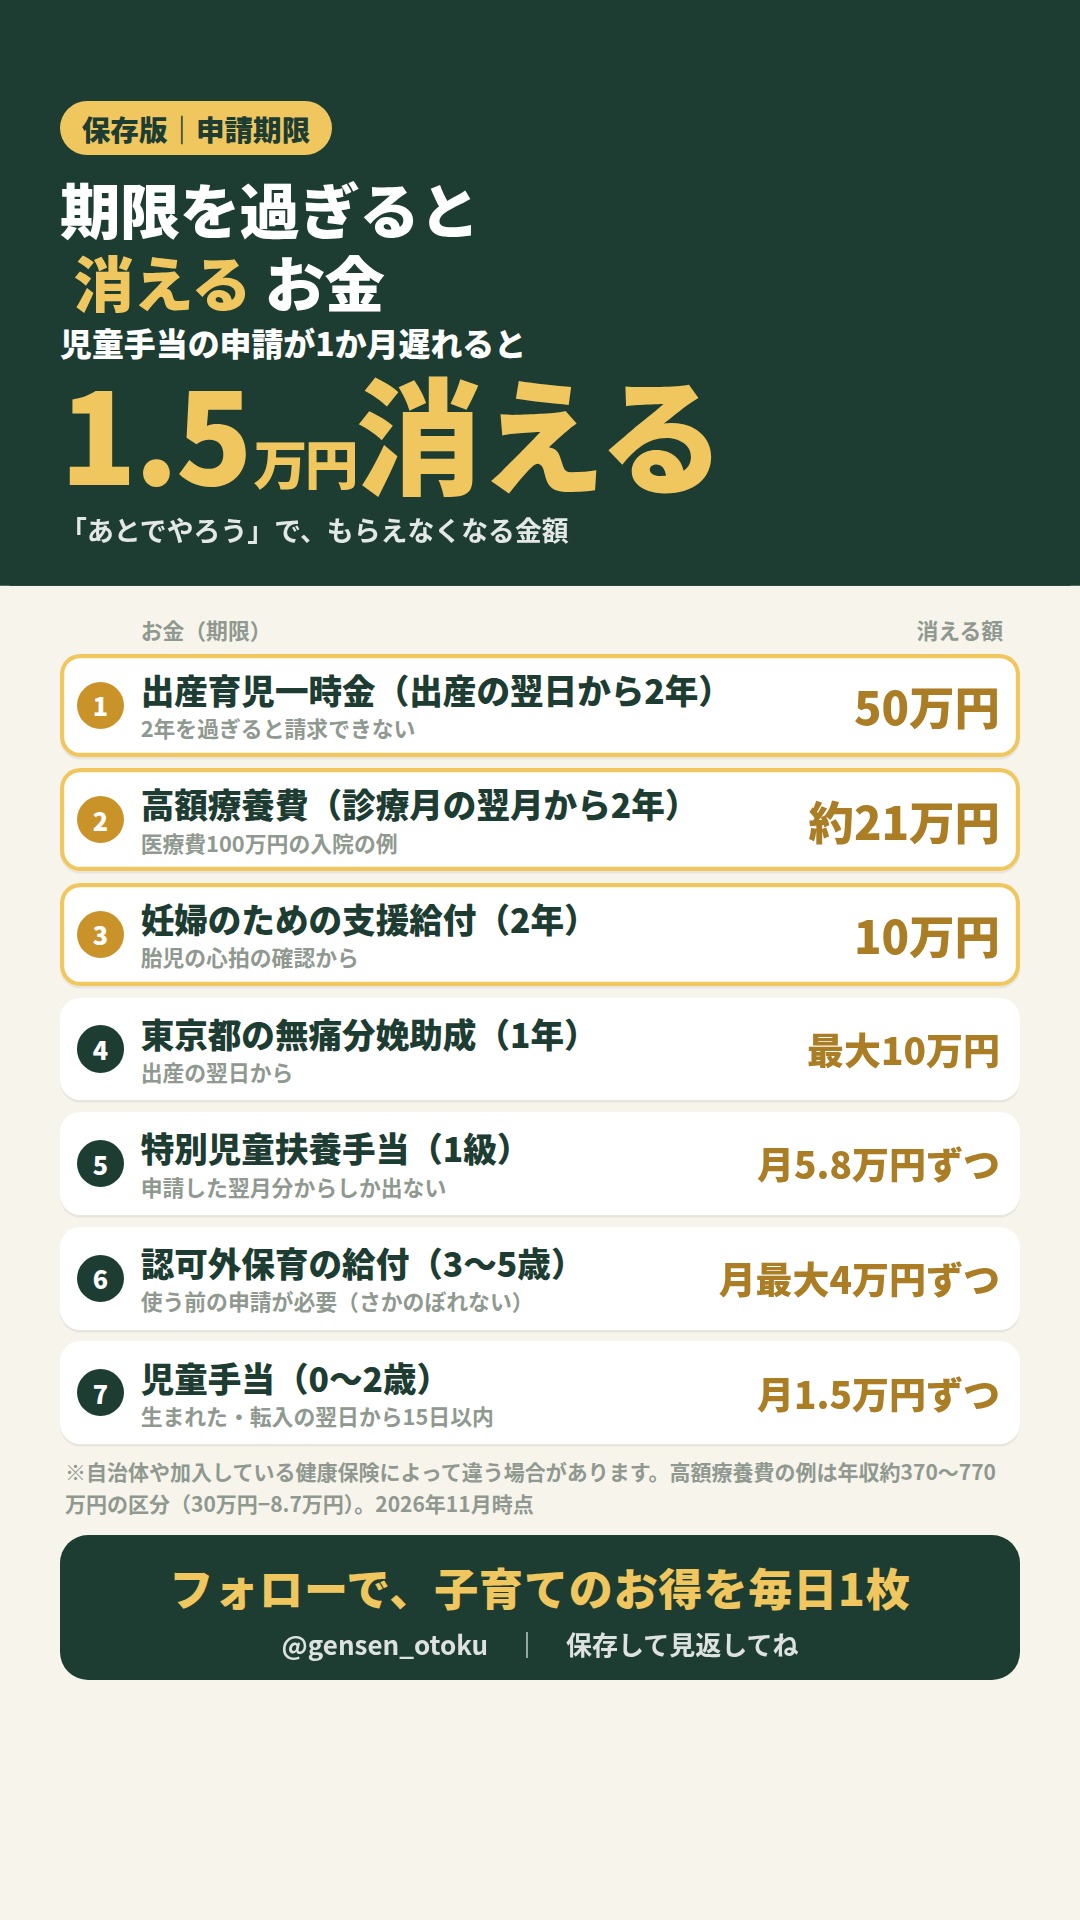 保存版｜申請期限
期限を過ぎると
消える お金
児童手当の申請が1か月遅れると
1.5万円消える
「あとでやろう」で、もらえなくなる金額
お金（期限） 消える額
1 出産育児一時金（出産の翌日から2年） 50万円
2年を過ぎると請求できない
2 高額療養費（診療月の翌月から2年） 約21万円
医療費100万円の入院の例
3 妊婦のための支援給付（2年） 10万円
胎児の心拍の確認から
4 東京都の無痛分娩助成（1年） 最大10万円
出産の翌日から
5 特別児童扶養手当（1級） 月5.8万円ずつ
申請した翌月分からしか出ない
6 認可外保育の給付（3〜5歳） 月最大4万円ずつ
使う前の申請が必要（さかのぼれない）
7 児童手当（0〜2歳） 月1.5万円ずつ
生まれた・転入の翌日から15日以内
※自治体や加入している健康保険によって違う場合があります。高額療養費の例は年収約370〜770
万円の区分（30万円−8.7万円）。2026年11月時点
フォローで、子育てのお得を毎日1枚
@gensen_otoku ｜ 保存して見返してね